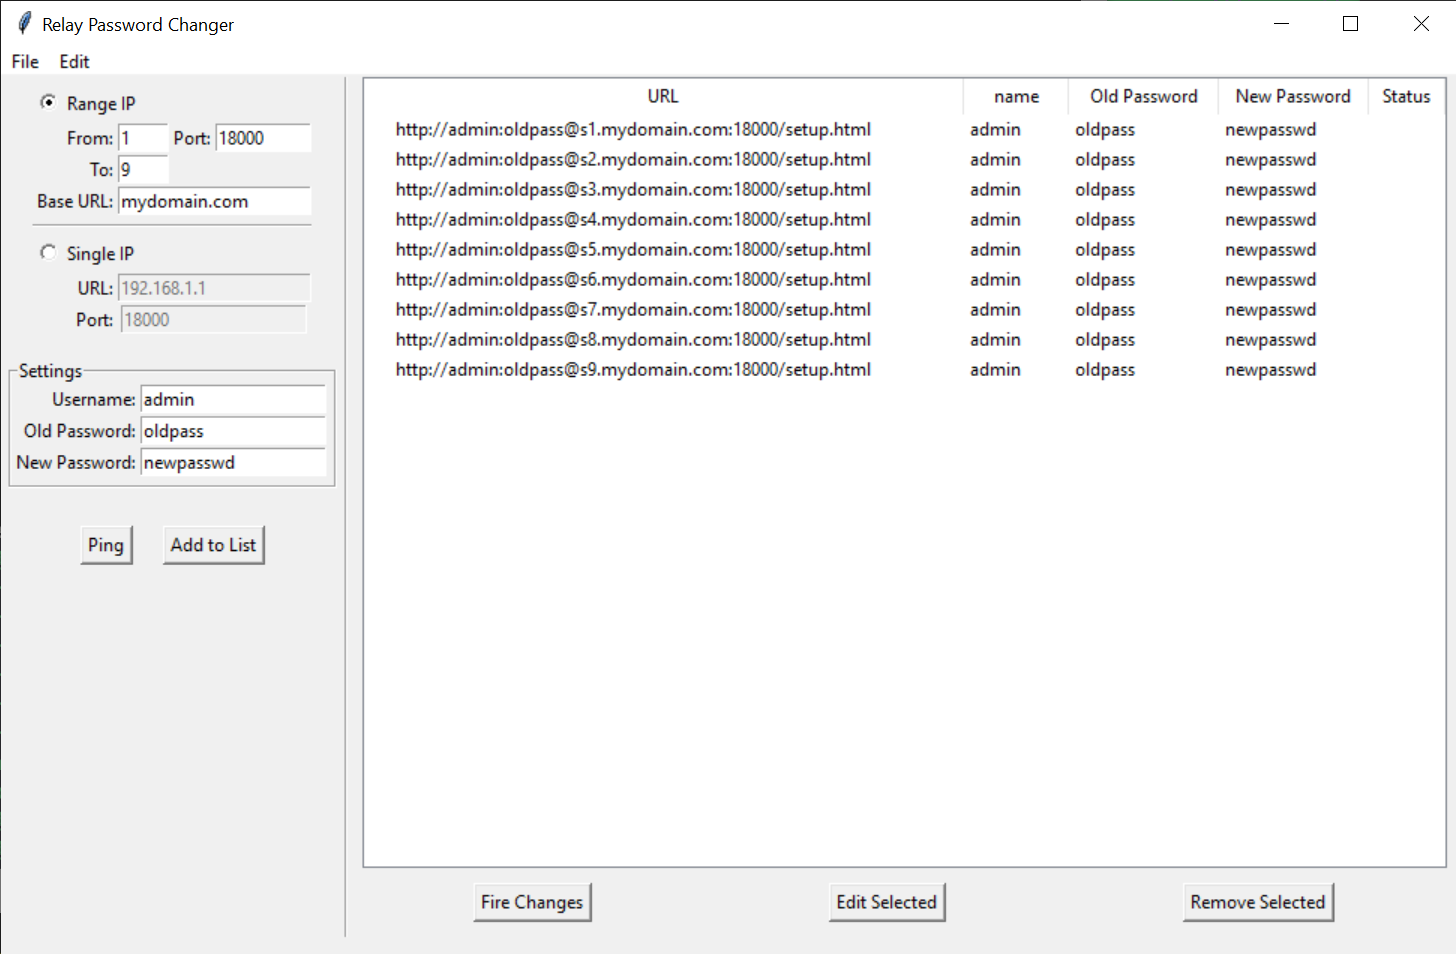 Relay Password Changer
File Edit
Range IP
From: 1 Port: 18000
To: 9
Base URL: mydomain.com
Single IP
URL: 192.168.1.1
Port: 18000
Settings
Username: admin
Old Password: oldpass
New Password: newpasswd
Ping Add to List
URL name Old Password New Password Status
http://admin:oldpass@s1.mydomain.com:18000/setup.html admin oldpass newpasswd
http://admin:oldpass@s2.mydomain.com:18000/setup.html admin oldpass newpasswd
http://admin:oldpass@s3.mydomain.com:18000/setup.html admin oldpass newpasswd
http://admin:oldpass@s4.mydomain.com:18000/setup.html admin oldpass newpasswd
http://admin:oldpass@s5.mydomain.com:18000/setup.html admin oldpass newpasswd
http://admin:oldpass@s6.mydomain.com:18000/setup.html admin oldpass newpasswd
http://admin:oldpass@s7.mydomain.com:18000/setup.html admin oldpass newpasswd
http://admin:oldpass@s8.mydomain.com:18000/setup.html admin oldpass newpasswd
http://admin:oldpass@s9.mydomain.com:18000/setup.html admin oldpass newpasswd
Fire Changes Edit Selected Remove Selected